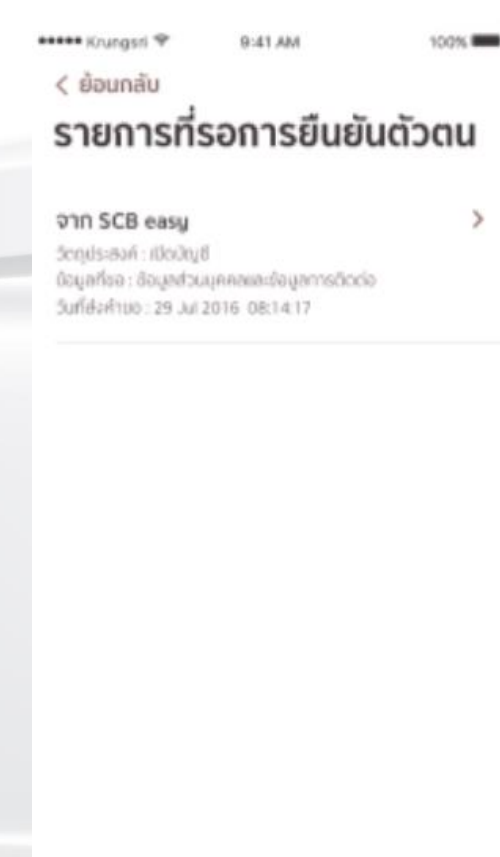 Krungsri 9:41 AM 100%
ย้อนกลับ
รายการที่รอการยืนยันตัวตน
จาก SCB easy
วัตถุประสงค์ : เปิดบัญชี
ข้อมูลที่ขอ : ข้อมูลส่วนบุคคลและข้อมูลการติดต่อ
วันที่ส่งคำขอ : 29 Jul 2016 08:14:17